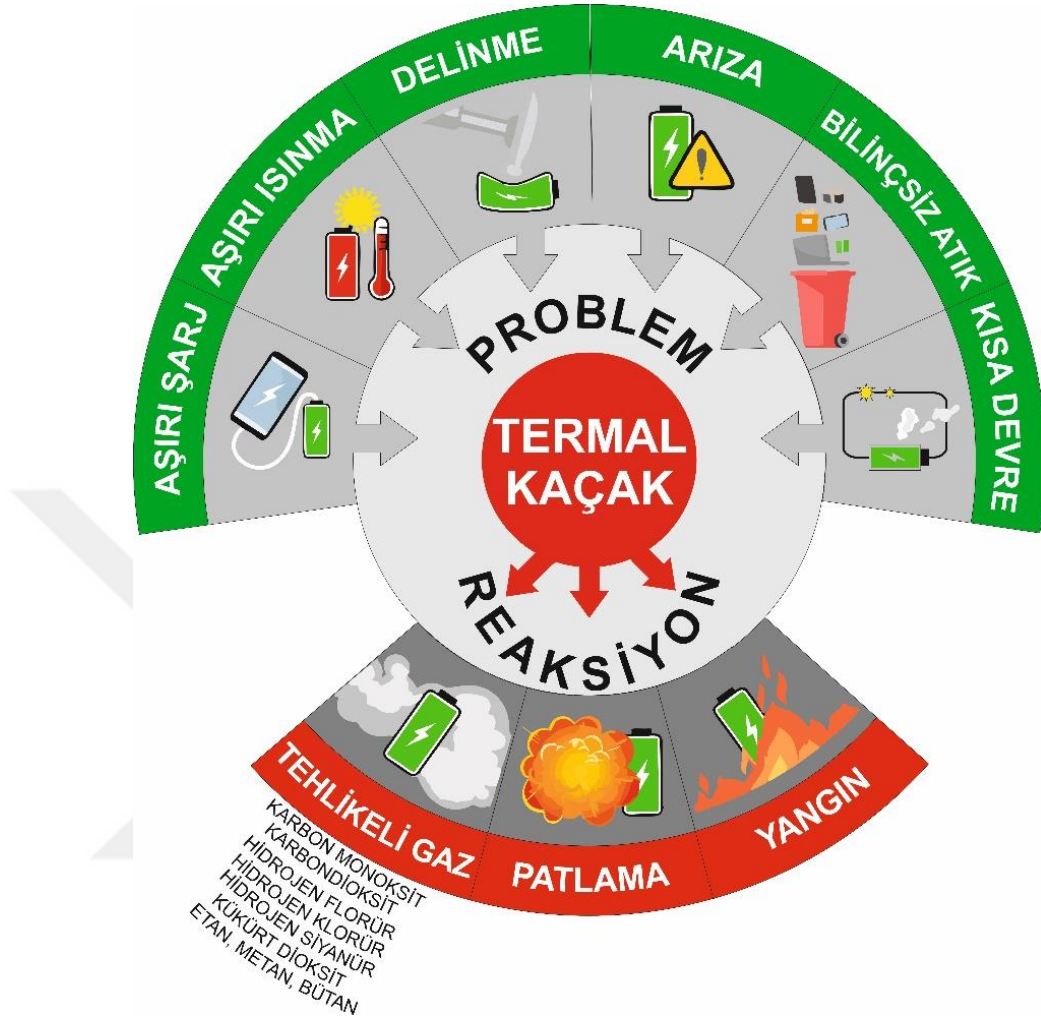 AŞIRI ŞARJ
AŞIRI ISINMA
DELİNME
ARIZA
BİLİNÇSİZ ATIK
KISA DEVRE
PROBLEM
TERMAL
KAÇAK
REAKSİYON
TEHLİKELİ GAZ
PATLAMA
YANGIN
KARBON MONOKSİT
KARBONDİOKSİT
HİDROJEN FLORÜR
HİDROJEN KLORÜR
HİDROJEN SİYANÜR
KÜKÜRT DİOKSİT
ETAN, METAN, BÜTAN